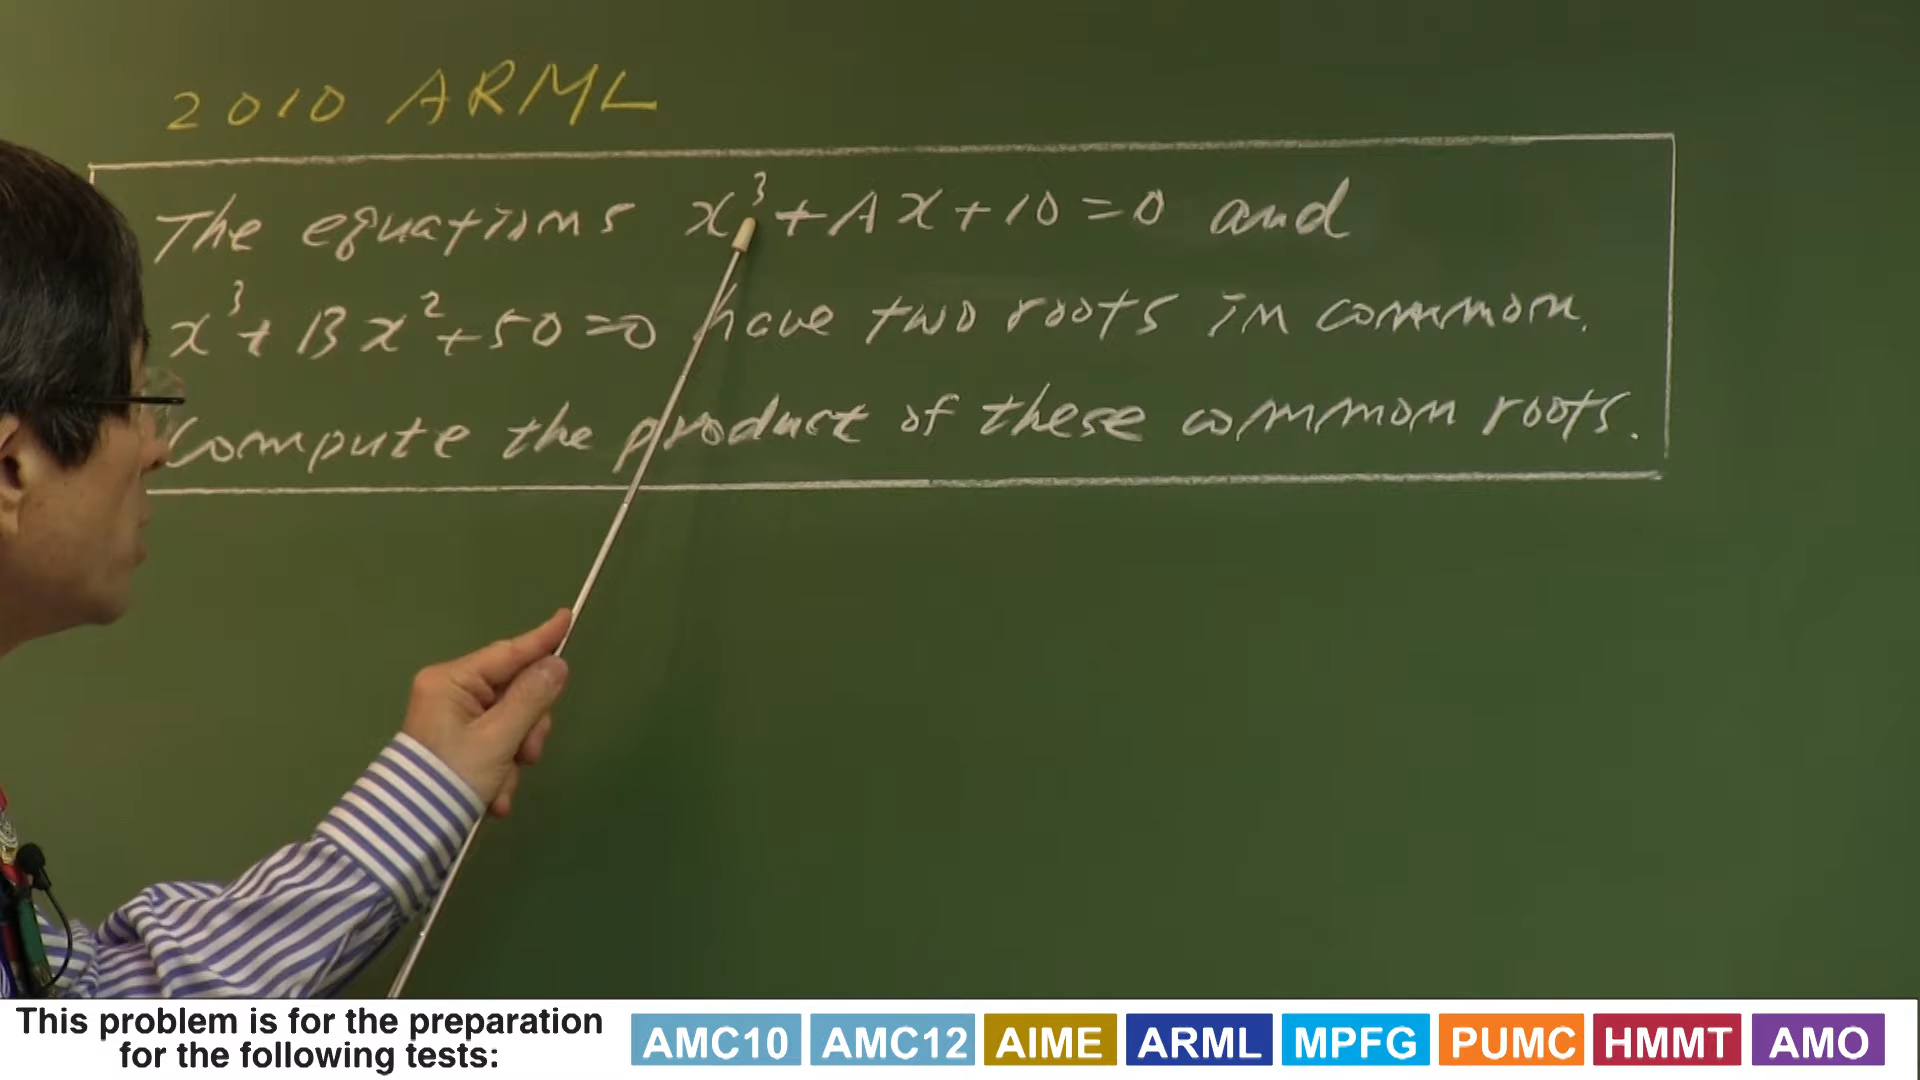 2010 ARML
The equations x³+Ax+10=0 and
x³+Bx²+50=0 have two roots in common.
Compute the product of these common roots.
This problem is for the preparation
for the following tests:
AMC10 AMC12 AIME ARML MPFG PUMC HMMT AMO